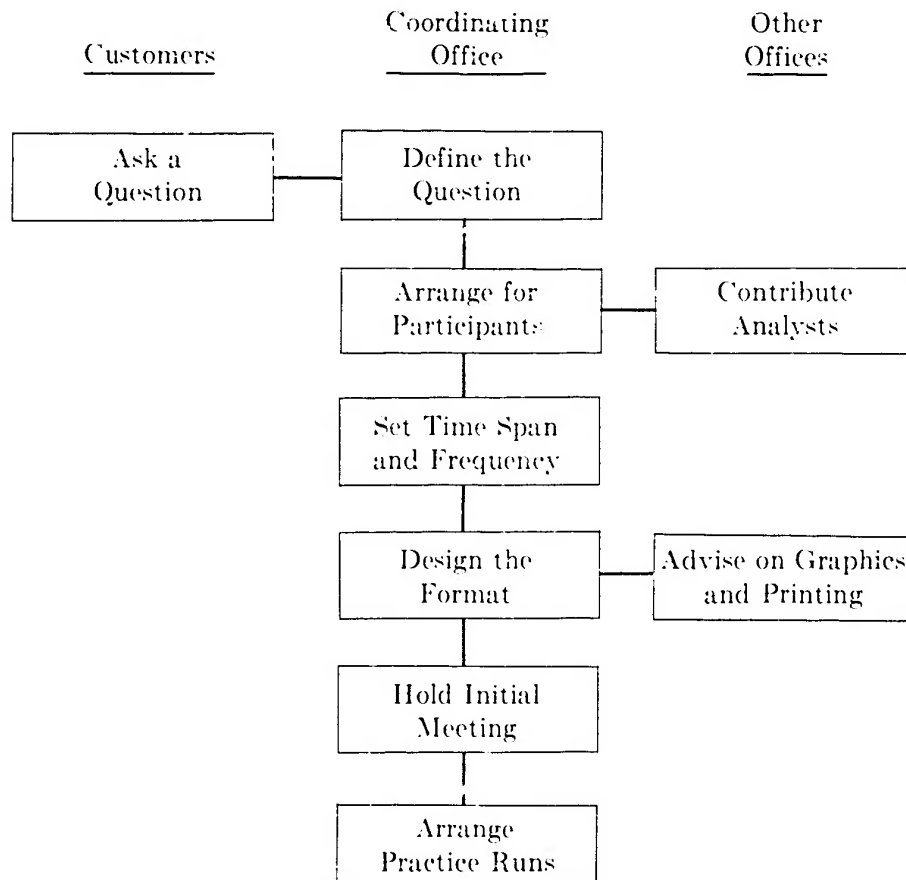 Customers
Coordinating
Office
Other
Offices
Ask a
Question
Define the
Question
Arrange for
Participants
Contribute
Analysts
Set Time Span
and Frequency
Design the
Format
Advise on Graphics
and Printing
Hold Initial
Meeting
Arrange
Practice Runs